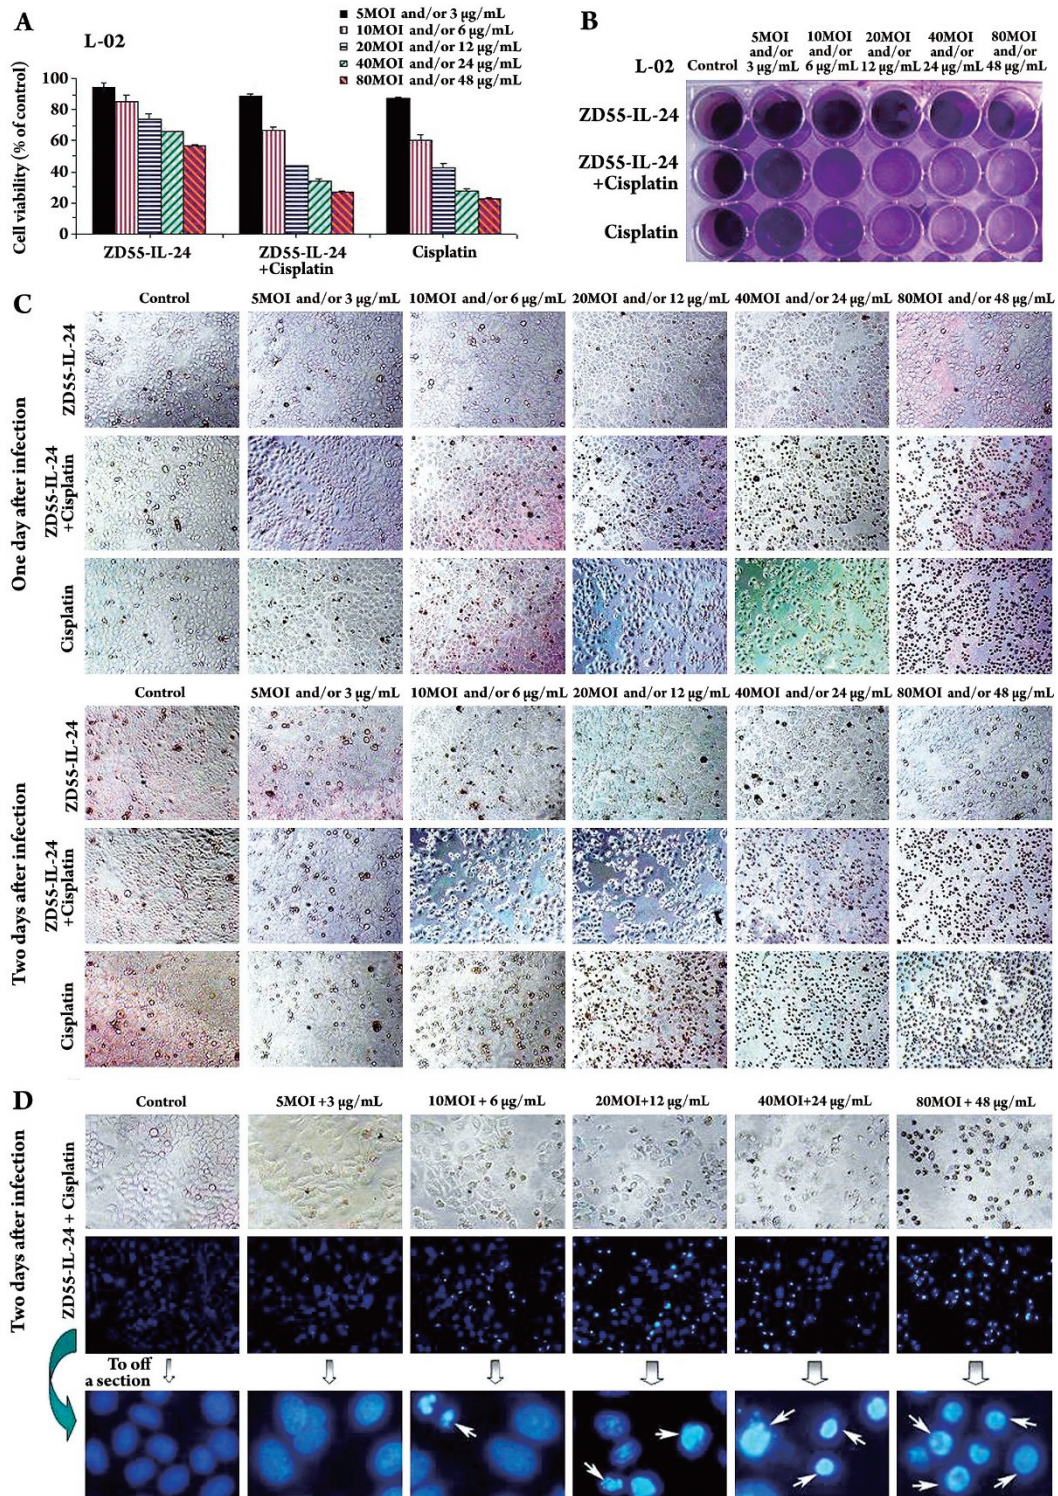 A
L-02
5MOI and/or 3 µg/mL
10MOI and/or 6 µg/mL
20MOI and/or 12 µg/mL
40MOI and/or 24 µg/mL
80MOI and/or 48 µg/mL
Cell viability (% of control)
100
80
60
40
20
0
ZD55-IL-24
ZD55-IL-24
+Cisplatin
Cisplatin
B
L-02
Control
5MOI
and/or
3 µg/mL
10MOI
and/or
6 µg/mL
20MOI
and/or
12 µg/mL
40MOI
and/or
24 µg/mL
80MOI
and/or
48 µg/mL
ZD55-IL-24
ZD55-IL-24
+Cisplatin
Cisplatin
C
Control
5MOI and/or 3 µg/mL
10MOI and/or 6 µg/mL
20MOI and/or 12 µg/mL
40MOI and/or 24 µg/mL
80MOI and/or 48 µg/mL
One day after infection
ZD55-IL-24
ZD55-IL-24
+Cisplatin
Cisplatin
Control
5MOI and/or 3 µg/mL
10MOI and/or 6 µg/mL
20MOI and/or 12 µg/mL
40MOI and/or 24 µg/mL
80MOI and/or 48 µg/mL
Two days after infection
ZD55-IL-24
ZD55-IL-24
+Cisplatin
Cisplatin
D
Control
5MOI +3 µg/mL
10MOI + 6 µg/mL
20MOI+12 µg/mL
40MOI+24 µg/mL
80MOI + 48 µg/mL
Two days after infection
ZD55-IL-24 + Cisplatin
To off
a section